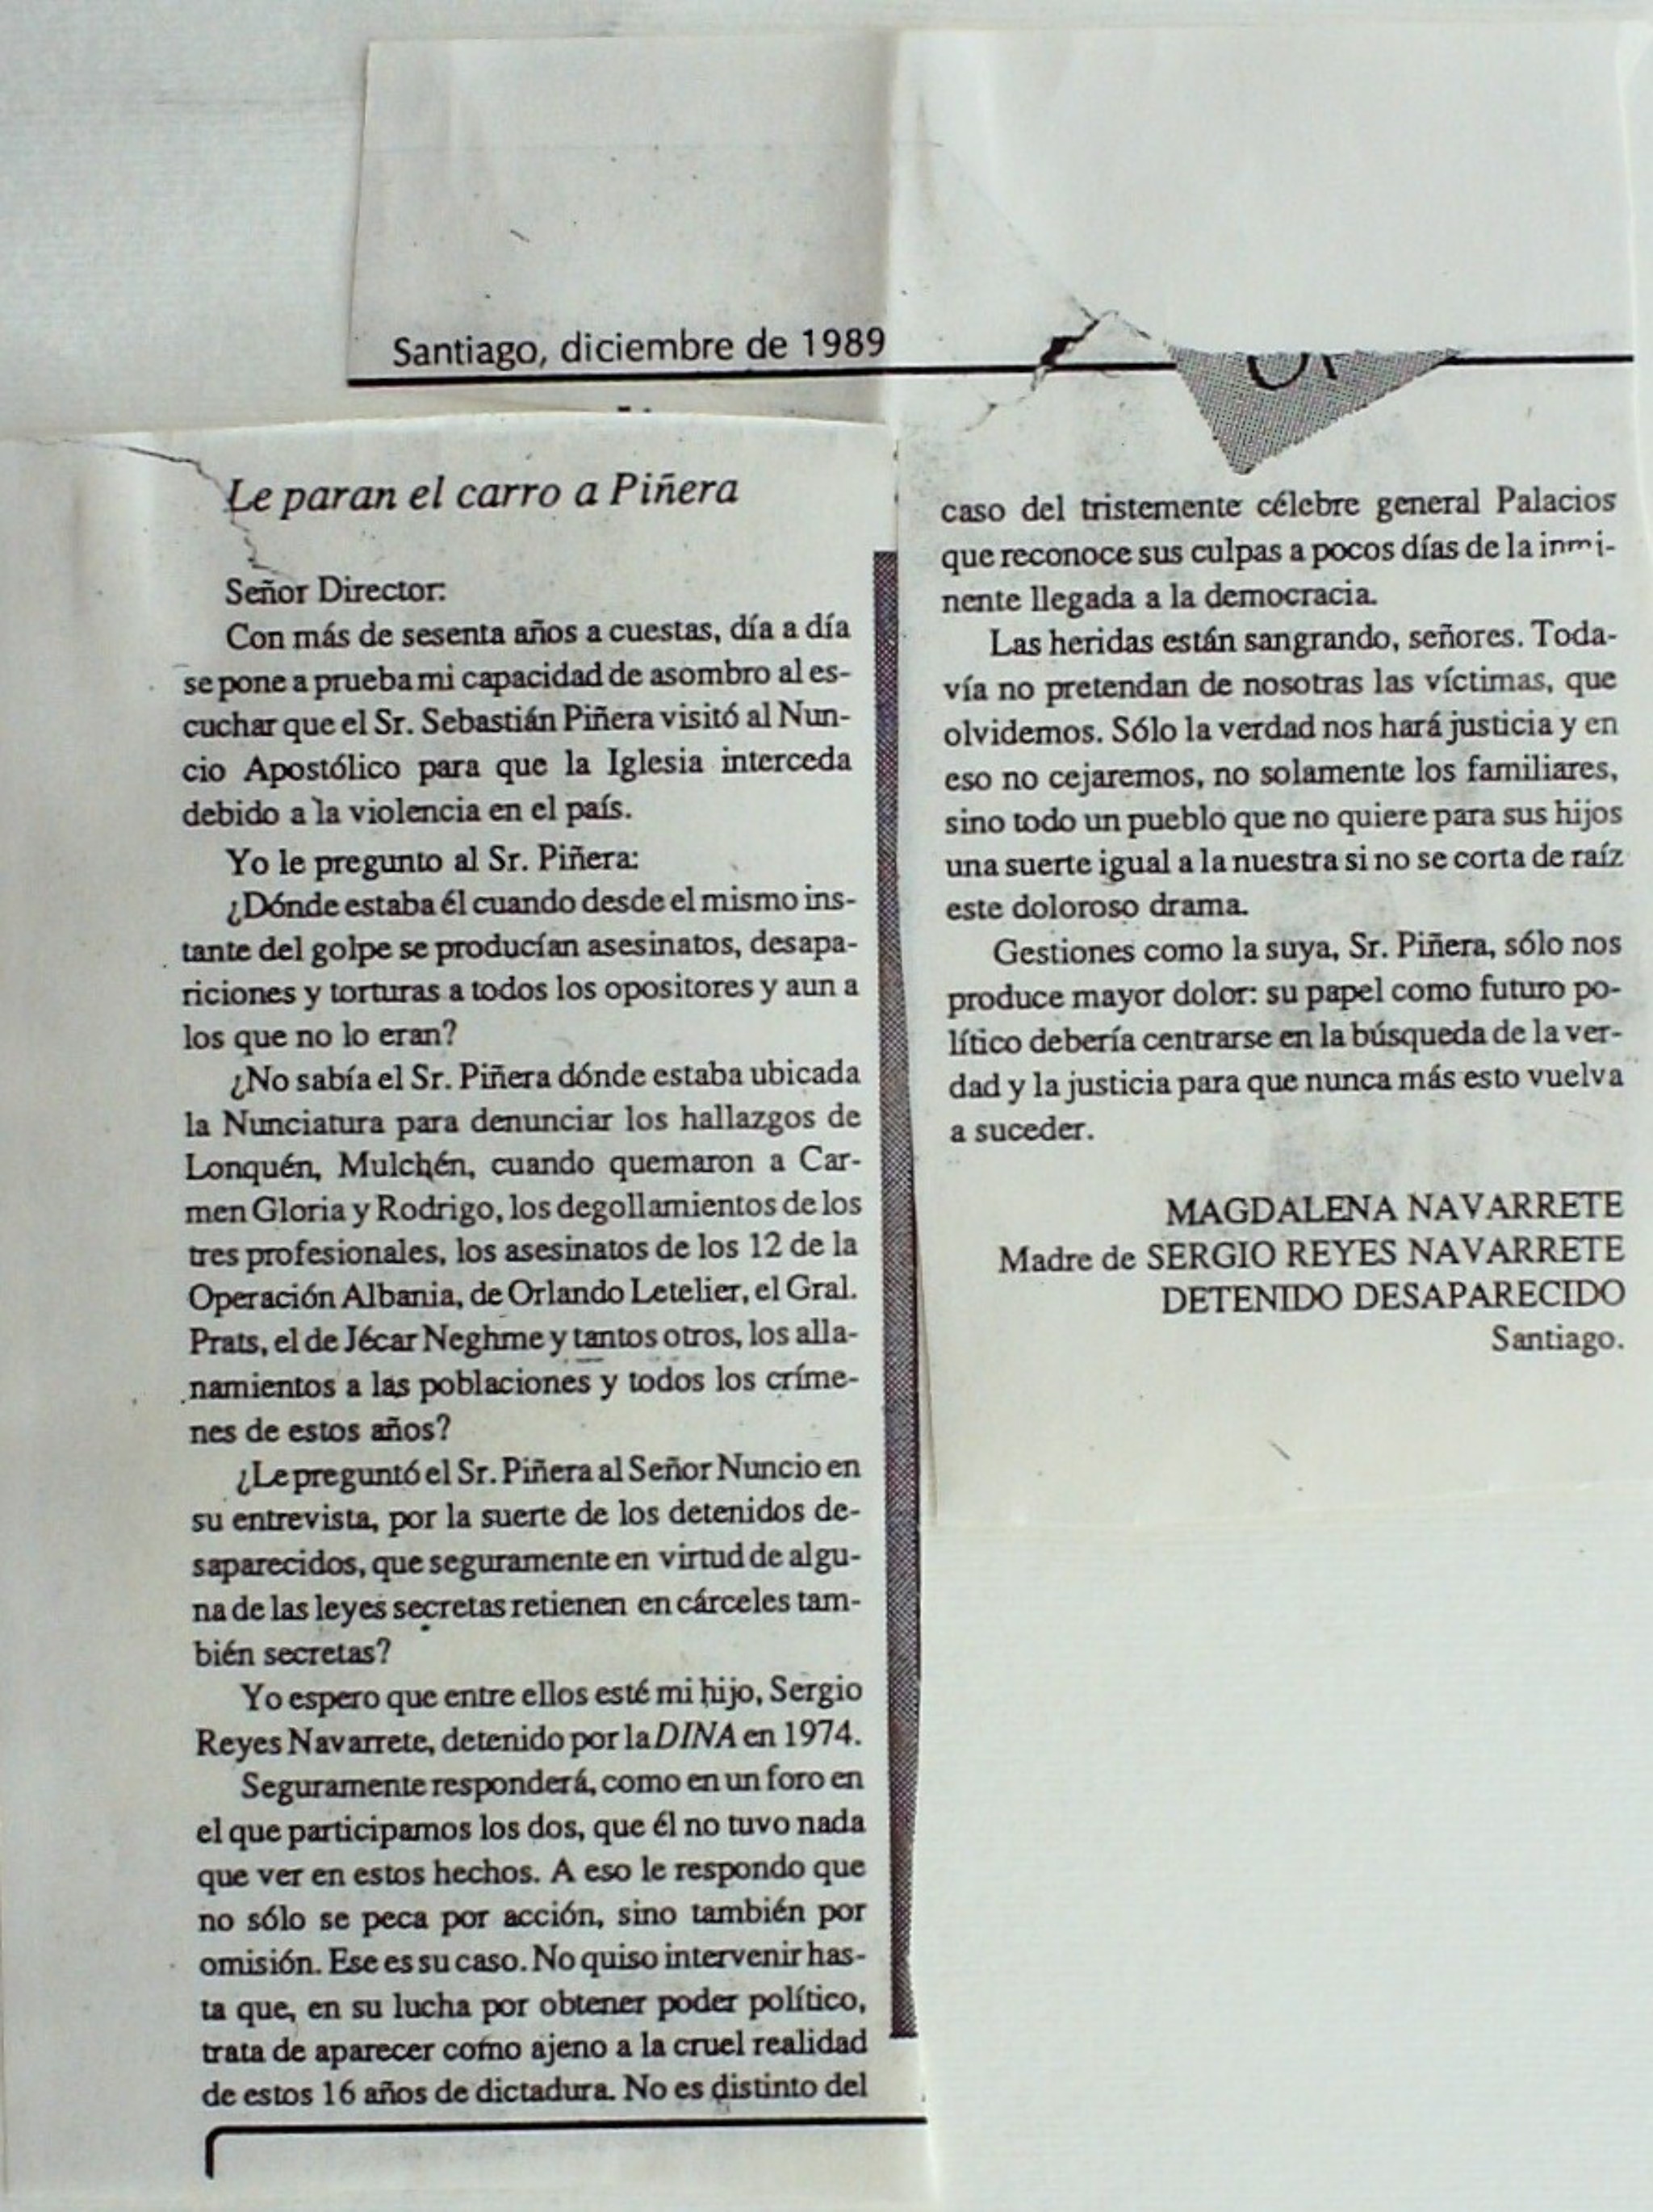 Santiago, diciembre de 1989
Le paran el carro a Piñera
Señor Director:
Con más de sesenta años a cuestas, día a día
se pone a prueba mi capacidad de asombro al es-
cuchar que el Sr. Sebastián Piñera visitó al Nun-
cio Apostólico para que la Iglesia interceda
debido a la violencia en el país.
Yo le pregunto al Sr. Piñera:
¿Dónde estaba él cuando desde el mismo ins-
tante del golpe se producían asesinatos, desapa-
riciones y torturas a todos los opositores y aun a
los que no lo eran?
¿No sabía el Sr. Piñera dónde estaba ubicada
la Nunciatura para denunciar los hallazgos de
Lonquén, Mulchén, cuando quemaron a Car-
men Gloria y Rodrigo, los degollamientos de los
tres profesionales, los asesinatos de los 12 de la
Operación Albania, de Orlando Letelier, el Gral.
Prats, el de Jécar Neghme y tantos otros, los alla-
namientos a las poblaciones y todos los críme-
nes de estos años?
¿Le preguntó el Sr. Piñera al Señor Nuncio en
su entrevista, por la suerte de los detenidos de-
saparecidos, que seguramente en virtud de algu-
na de las leyes secretas retienen en cárceles tam-
bién secretas?
Yo espero que entre ellos esté mi hijo, Sergio
Reyes Navarrete, detenido por la DINA en 1974.
Seguramente responderá, como en un foro en
el que participamos los dos, que él no tuvo nada
que ver en estos hechos. A eso le respondo que
no sólo se peca por acción, sino también por
omisión. Ese es su caso. No quiso intervenir has-
ta que, en su lucha por obtener poder político,
trata de aparecer como ajeno a la cruel realidad
de estos 16 años de dictadura. No es distinto del
caso del tristemente célebre general Palacios
que reconoce sus culpas a pocos días de la inmi-
nente llegada a la democracia.
Las heridas están sangrando, señores. Toda-
vía no pretendan de nosotras las víctimas, que
olvidemos. Sólo la verdad nos hará justicia y en
eso no cejaremos, no solamente los familiares,
sino todo un pueblo que no quiere para sus hijos
una suerte igual a la nuestra si no se corta de raíz
este doloroso drama.
Gestiones como la suya, Sr. Piñera, sólo nos
produce mayor dolor: su papel como futuro po-
lítico debería centrarse en la búsqueda de la ver-
dad y la justicia para que nunca más esto vuelva
a suceder.
MAGDALENA NAVARRETE
Madre de SERGIO REYES NAVARRETE
DETENIDO DESAPARECIDO
Santiago.